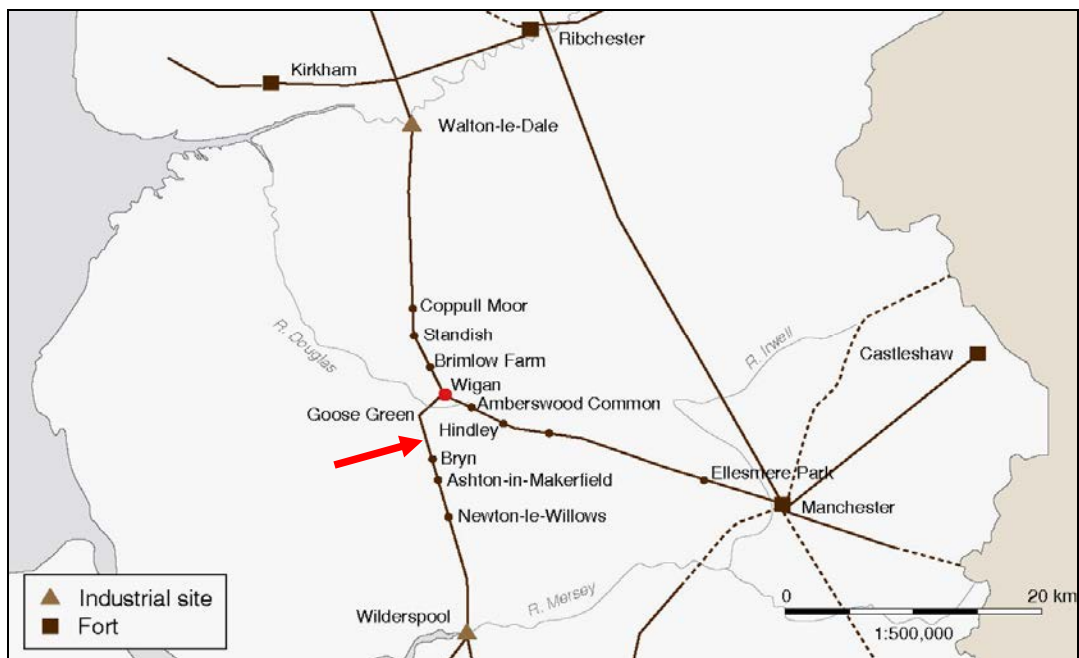 Ribchester
Kirkham
Walton-le-Dale
Coppull Moor
Standish
R. Douglas
R. Irwell
Castleshaw
Brimlow Farm
Wigan
Amberswood Common
Goose Green
Hindley
Bryn
Ellesmere Park
Ashton-in-Makerfield
Manchester
Newton-le-Willows
Industrial site
Fort
Wilderspool
R. Mersey
0
20 km
1:500,000